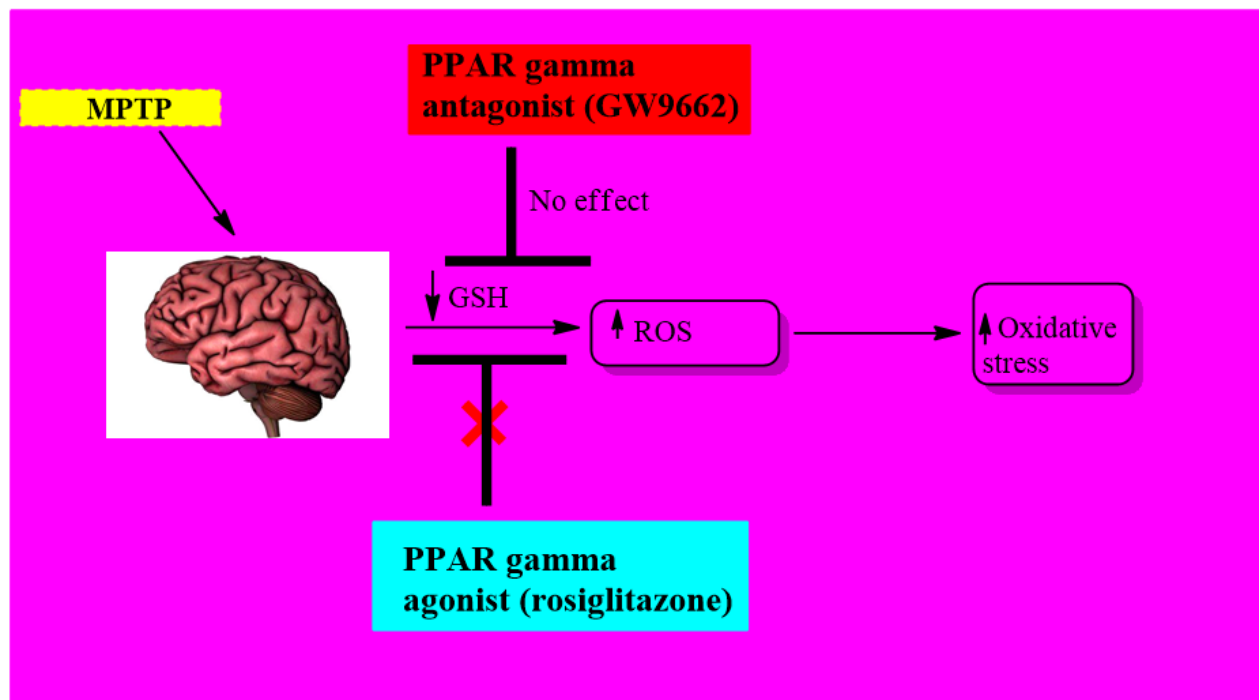 PPAR gamma
antagonist (GW9662)
MPTP
No effect
GSH
ROS
Oxidative
stress
PPAR gamma
agonist (rosiglitazone)